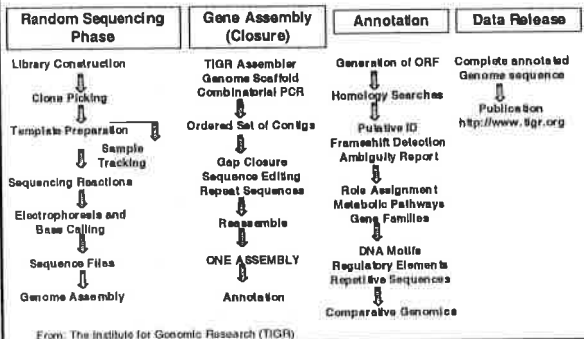 Random Sequencing
Phase
Library Construction
Clone Picking
Template Preparation
Sample
Tracking
Sequencing Reactions
Electrophoresis and
Base Calling
Sequence Files
Genome Assembly
Gene Assembly
(Closure)
TIGR Assembler
Genome Scaffold
Combinatorial PCR
Ordered Set of Contigs
Gap Closure
Sequence Editing
Repeat Sequences
Reassemble
ONE ASSEMBLY
Annotation
Annotation
Generation of ORF
Homology Searches
Putative ID
Frameshift Detection
Ambiguity Report
Role Assignment
Metabolic Pathways
Gene Families
DNA Motifs
Regulatory Elements
Repetitive Sequences
Comparative Genomics
Data Release
Complete annotated
Genome sequence
Publication
http://www.tigr.org
From: The Institute for Genomic Research (TIGR)